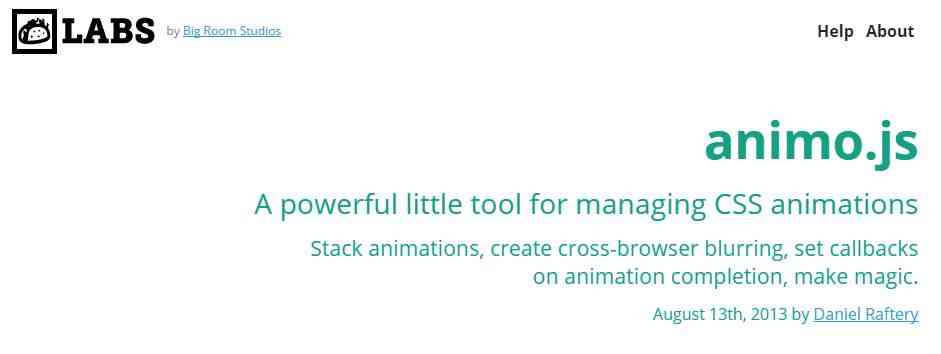 LABS by Big Room Studios
Help About
animo.js
A powerful little tool for managing CSS animations
Stack animations, create cross-browser blurring, set callbacks
on animation completion, make magic.
August 13th, 2013 by Daniel Raftery